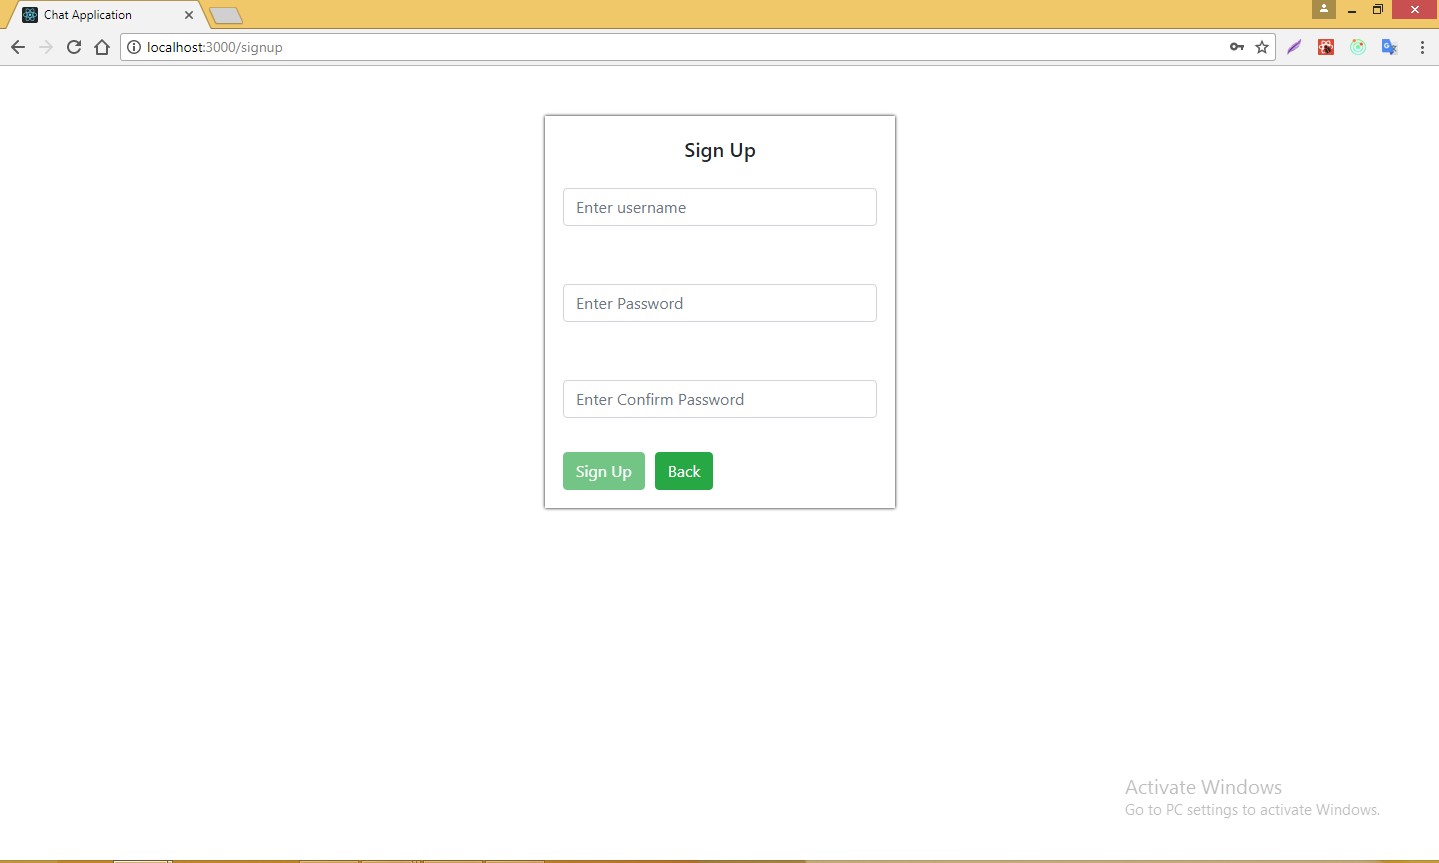 Chat Application
localhost:3000/signup
Sign Up
Enter username
Enter Password
Enter Confirm Password
Sign Up Back
Activate Windows
Go to PC settings to activate Windows.